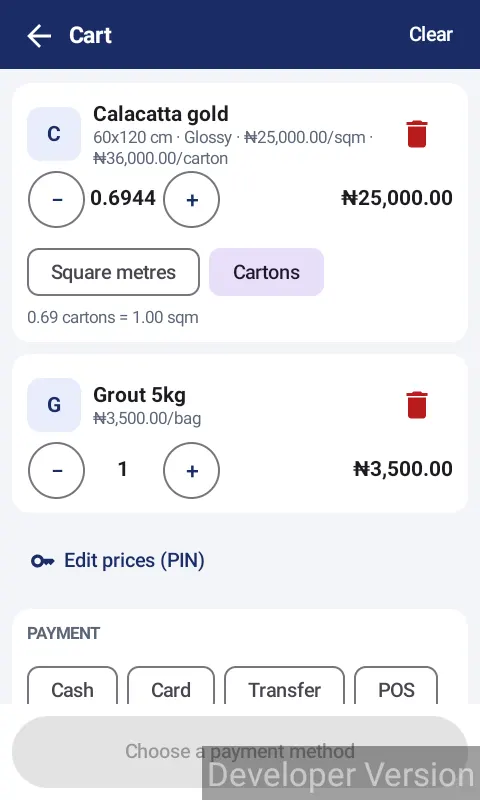 Cart
Clear
C
Calacatta gold
60x120 cm · Glossy · ₦25,000.00/sqm ·
₦36,000.00/carton
− 0.6944 + ₦25,000.00
Square metres
Cartons
0.69 cartons = 1.00 sqm
G
Grout 5kg
₦3,500.00/bag
− 1 + ₦3,500.00
Edit prices (PIN)
PAYMENT
Cash
Card
Transfer
POS
Choose a payment method
Developer Version